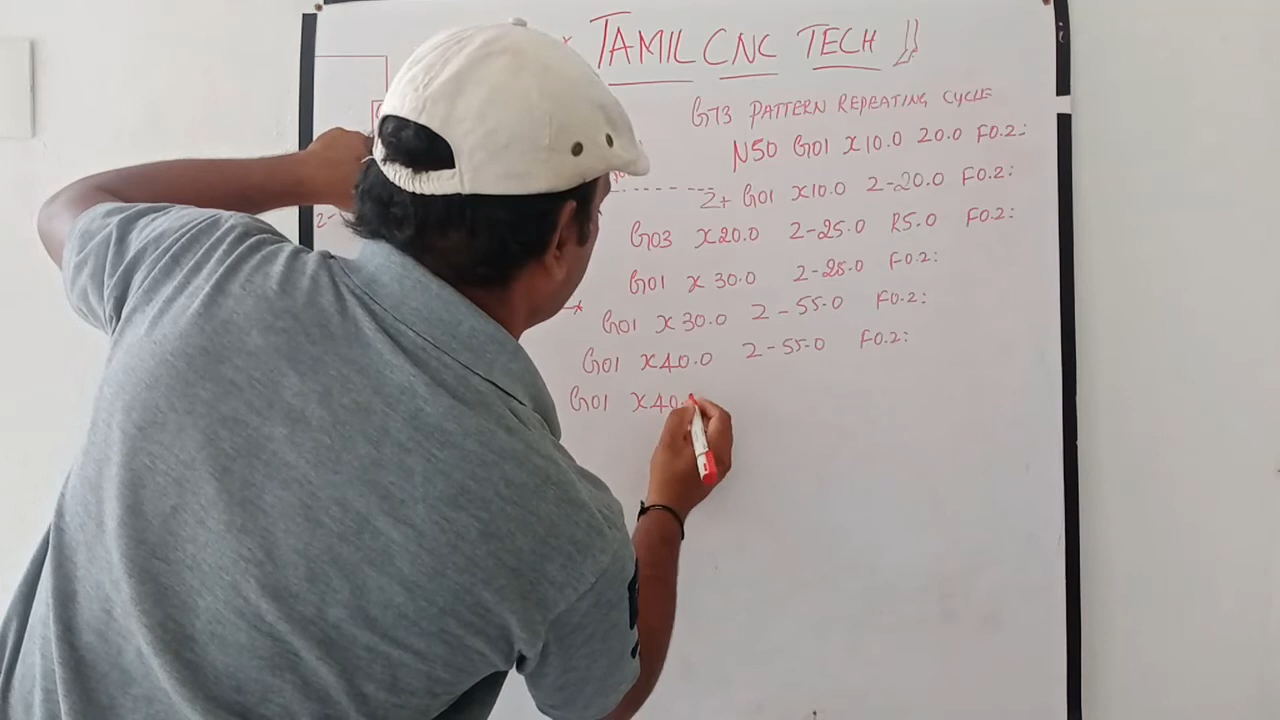 TAMIL CNC TECH
G73 PATTERN REPEATING CYCLE
N50 G01 X10.0 Z0.0 F0.2:
Z+ G01 X10.0 Z-20.0 F0.2:
G03 X20.0 Z-25.0 R5.0 F0.2:
G01 X30.0 Z-25.0 F0.2:
G01 X30.0 Z-55.0 F0.2:
G01 X40.0 Z-55.0 F0.2:
G01 X40.